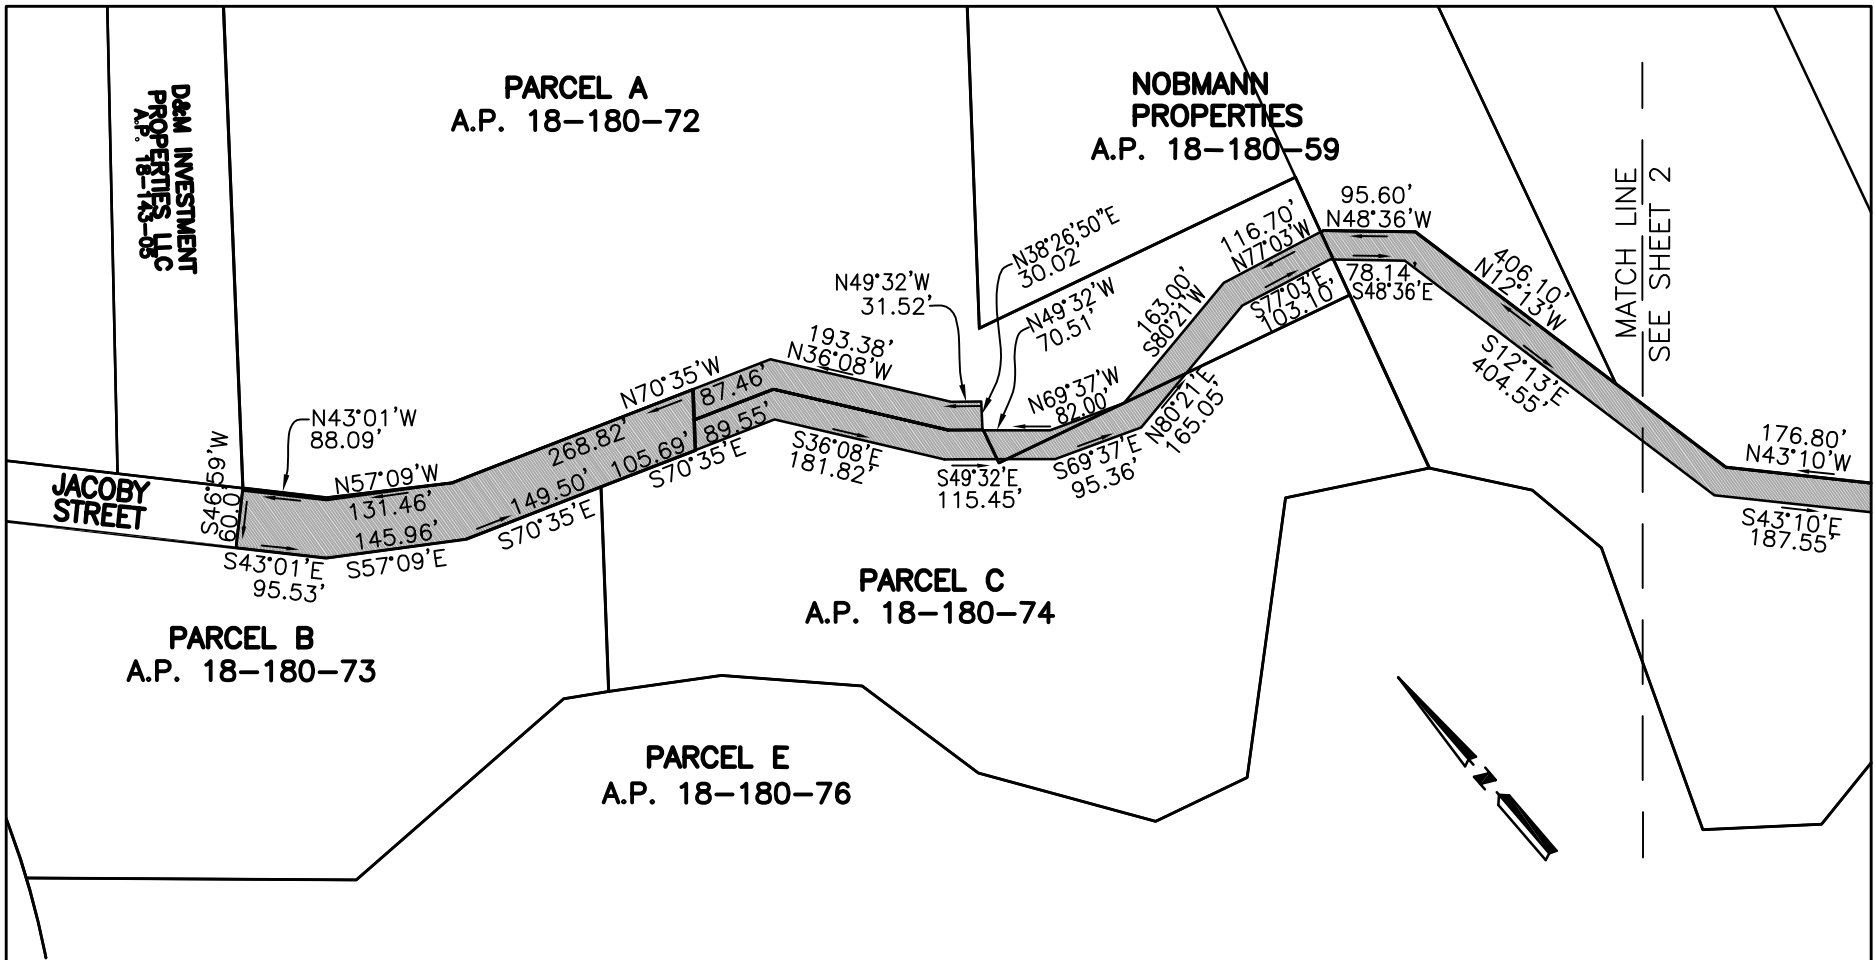 D&M INVESTMENT
PROPERTIES LLC
A.P. 18-143-05
PARCEL A
A.P. 18-180-72
NOBMANN
PROPERTIES
A.P. 18-180-59
MATCH LINE
SEE SHEET 2
95.60'
N48°36'W
116.70'
N77°03'W
N38°26'50"E
30.02'
N49°32'W
31.52'
N49°32'W
70.51'
163.00'
S80°21'W
S77°03'E
103.10'
78.14'
S48°36'E
406.10'
N12°13'W
S12°13'E
404.55'
193.38'
N36°08'W
N70°35'W
87.46'
N69°37'W
82.00'
N80°21'E
165.05'
N43°01'W
88.09'
268.82'
105.69'
89.55'
S70°35'E
S36°08'E
181.82'
S49°32'E
115.45'
S69°37'E
95.36'
176.80'
N43°10'W
S43°10'E
187.55'
JACOBY
STREET
S46°59'W
60.0'
N57°09'W
131.46'
145.96'
S57°09'E
149.50'
S70°35'E
S43°01'E
95.53'
PARCEL C
A.P. 18-180-74
PARCEL B
A.P. 18-180-73
PARCEL E
A.P. 18-180-76
N